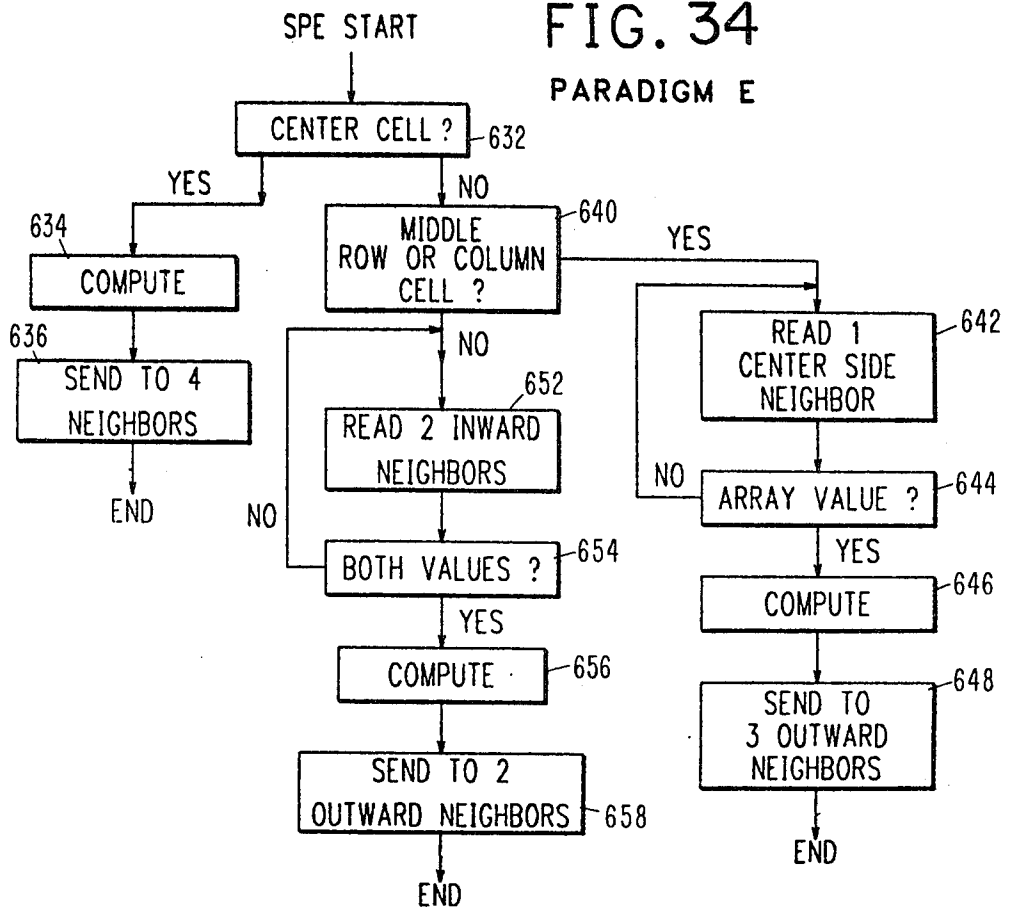 SPE START
FIG. 34
PARADIGM E
CENTER CELL ?
632
YES
NO
634
COMPUTE
636
SEND TO 4
NEIGHBORS
END
640
MIDDLE
ROW OR COLUMN
CELL ?
YES
NO
652
READ 2 INWARD
NEIGHBORS
NO
BOTH VALUES ?
654
YES
COMPUTE
656
SEND TO 2
OUTWARD NEIGHBORS
658
END
READ 1
CENTER SIDE
NEIGHBOR
642
NO
ARRAY VALUE ?
644
YES
COMPUTE
646
SEND TO
3 OUTWARD
NEIGHBORS
648
END